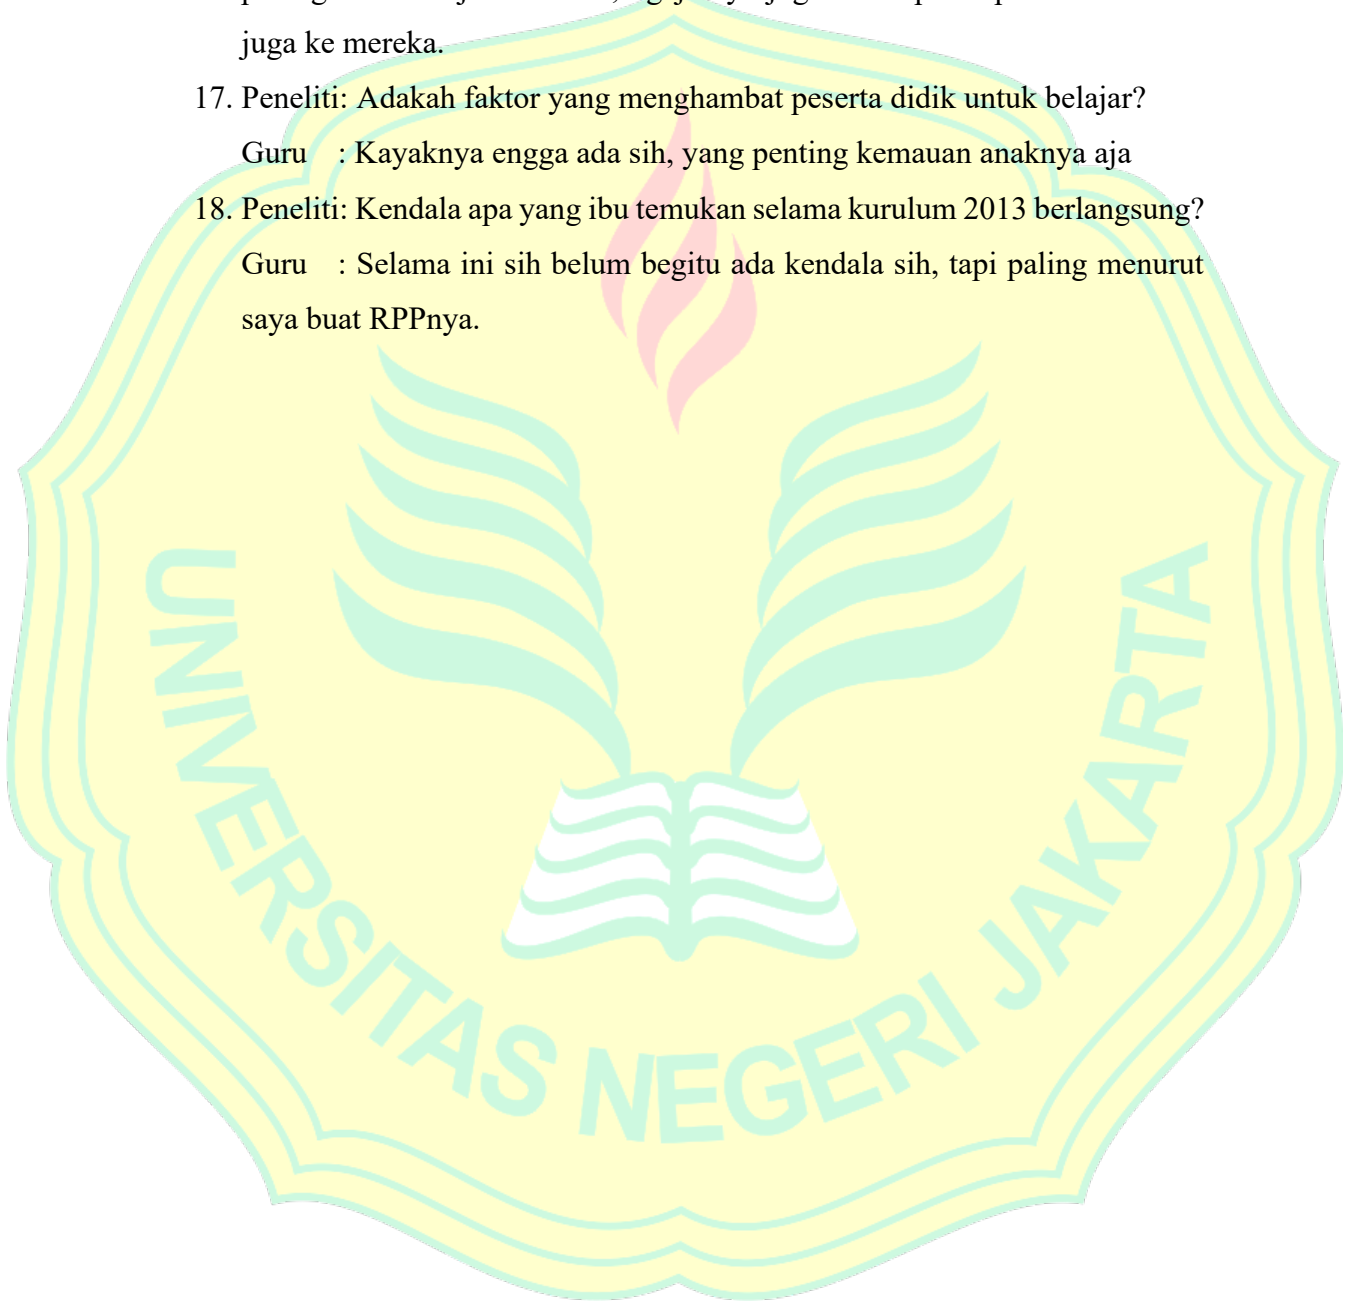 juga ke mereka.
17. Peneliti: Adakah faktor yang menghambat peserta didik untuk belajar?
Guru : Kayaknya engga ada sih, yang penting kemauan anaknya aja
18. Peneliti: Kendala apa yang ibu temukan selama kurulum 2013 berlangsung?
Guru : Selama ini sih belum begitu ada kendala sih, tapi paling menurut
saya buat RPPnya.
UNIVERSITAS NEGERI JAKARTA